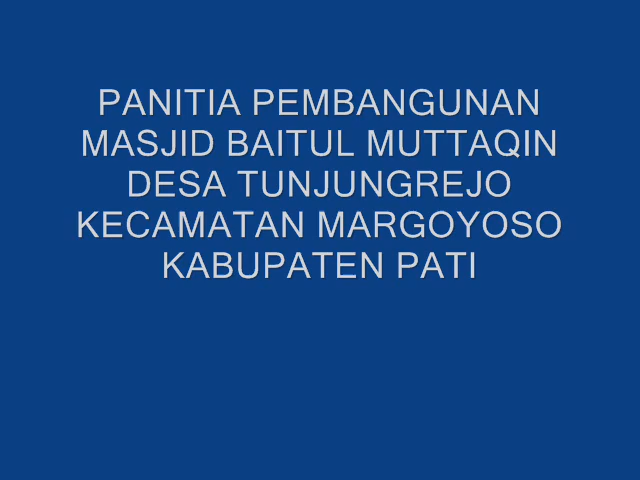 PANITIA PEMBANGUNAN
MASJID BAITUL MUTTAQIN
DESA TUNJUNGREJO
KECAMATAN MARGOYOSO
KABUPATEN PATI